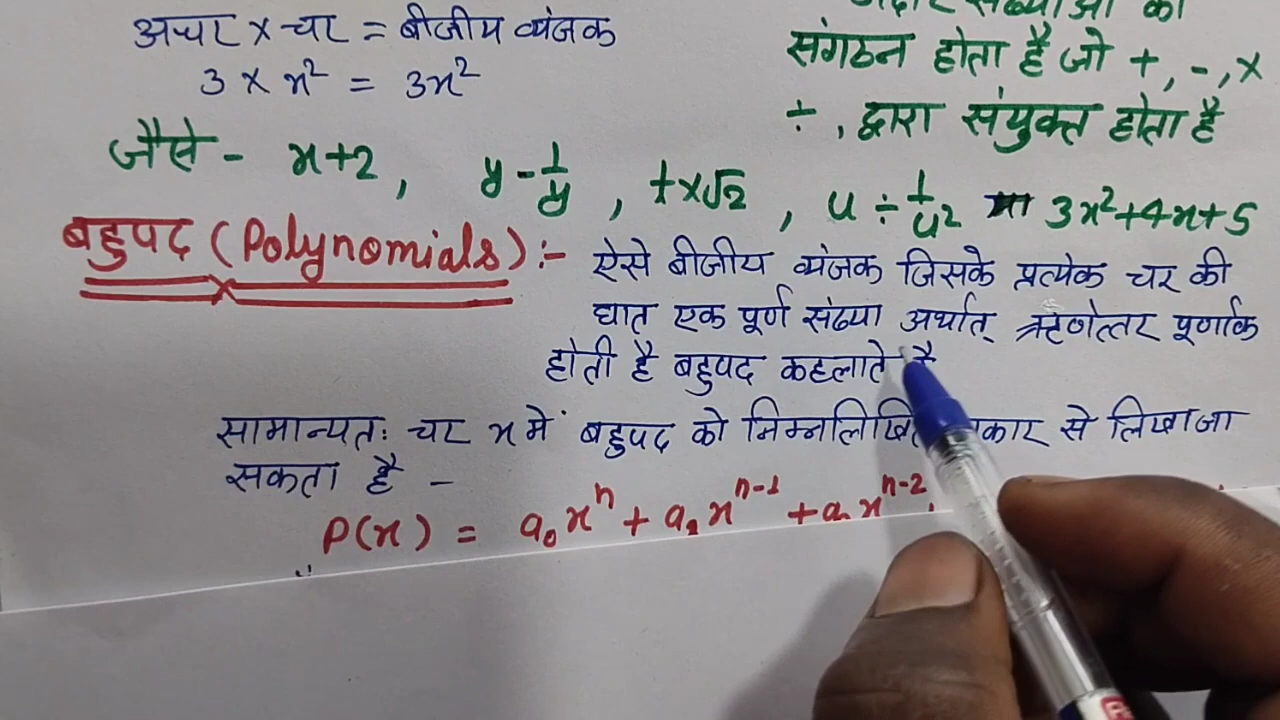 अचर × चर = बीजीय व्यंजक
3 × x² = 3x²
संख्याओं का
संगठन होता है जो +, -, ×
÷, द्वारा संयुक्त होता है
जैसे - x+2, y - 1/y, t×√2, u ÷ 1/u² 3x²+4x+5
बहुपद (Polynomials) :- ऐसे बीजीय व्यंजक जिसके प्रत्येक चर की
घात एक पूर्ण संख्या अर्थात् ऋणेत्तर पूर्णांक
होती है बहुपद कहलाते है
सामान्यतः चर x में बहुपद को प्रकार से लिखा जा
सकता है -
P(x) = a₀xⁿ + a₁xⁿ⁻¹ + a xⁿ⁻²